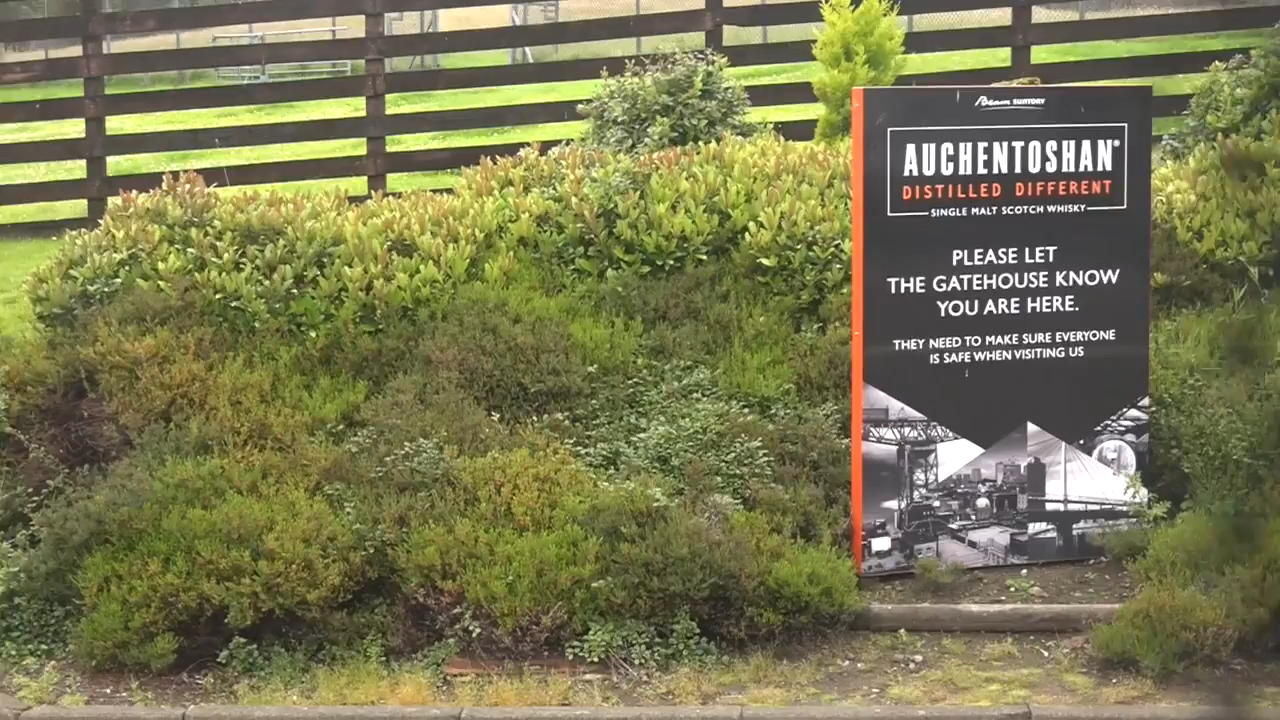 Beam SUNTORY
AUCHENTOSHAN®
DISTILLED DIFFERENT
SINGLE MALT SCOTCH WHISKY
PLEASE LET
THE GATEHOUSE KNOW
YOU ARE HERE.
THEY NEED TO MAKE SURE EVERYONE
IS SAFE WHEN VISITING US